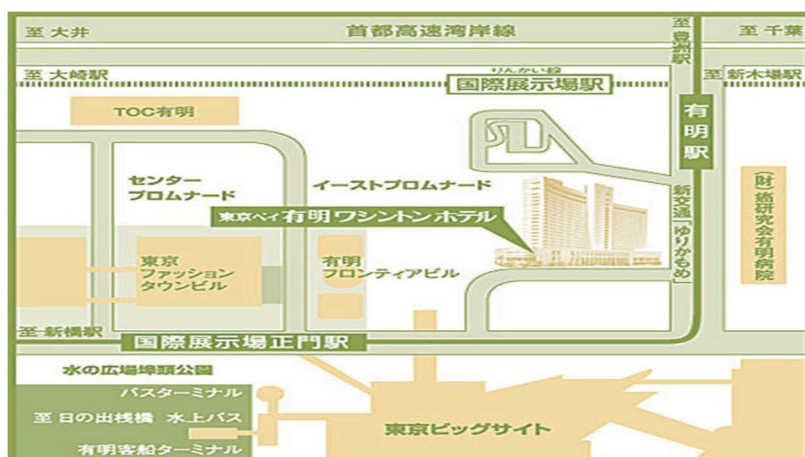 至 大井
首都高速湾岸線
至 豊洲駅
至 千葉
至 大崎駅
りんかい線
国際展示場駅
至 新木場駅
TOC有明
有明駅
センター
プロムナード
イーストプロムナード
東京ベイ有明ワシントンホテル
新交通「ゆりかもめ」
(財)癌研究会有明病院
東京
ファッション
タウンビル
有明
フロンティアビル
至 新橋駅
国際展示場正門駅
水の広場埠頭公園
バスターミナル
至 日の出桟橋 水上バス
有明客船ターミナル
東京ビッグサイト